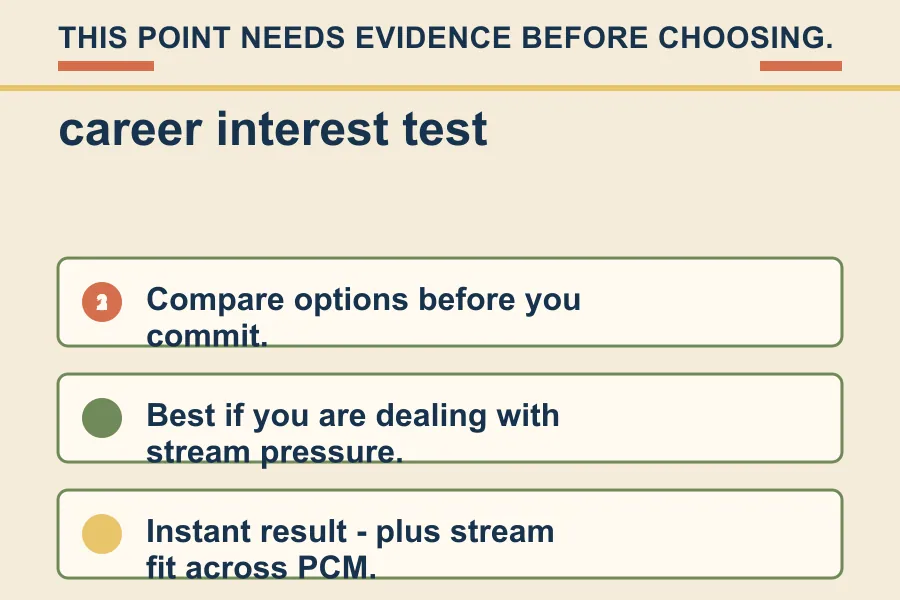 THIS POINT NEEDS EVIDENCE BEFORE CHOOSING.
career interest test
Compare options before you
commit.
Best if you are dealing with
stream pressure.
Instant result - plus stream
fit across PCM.